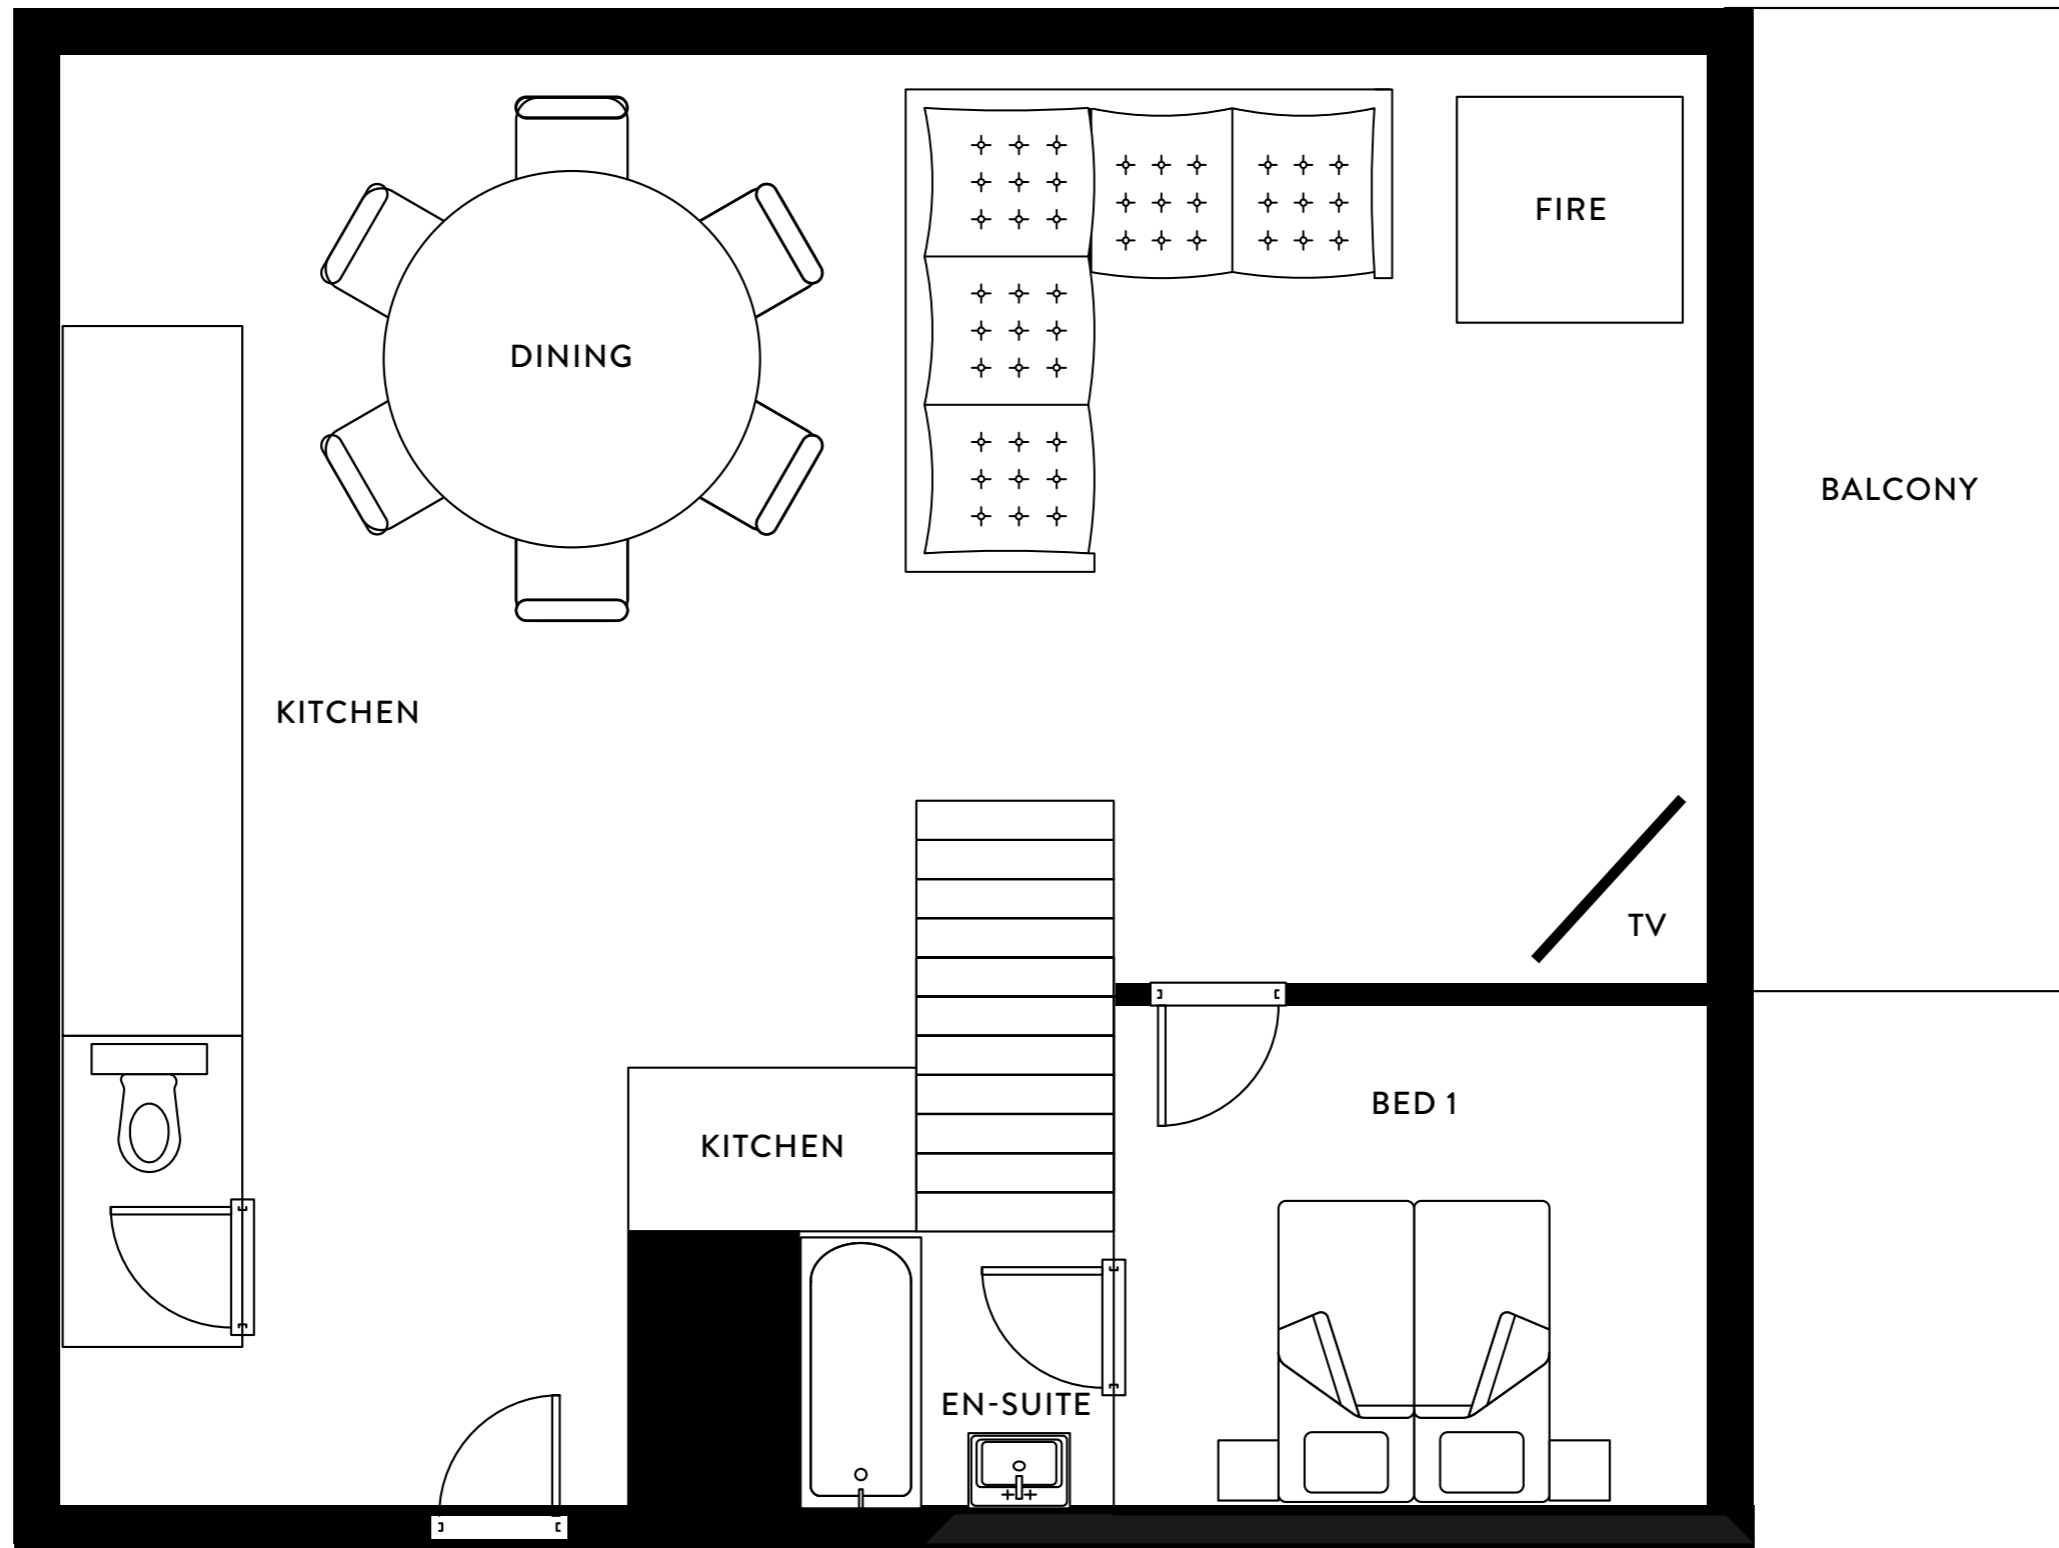 FIRE
DINING
BALCONY
KITCHEN
TV
BED 1
KITCHEN
EN-SUITE